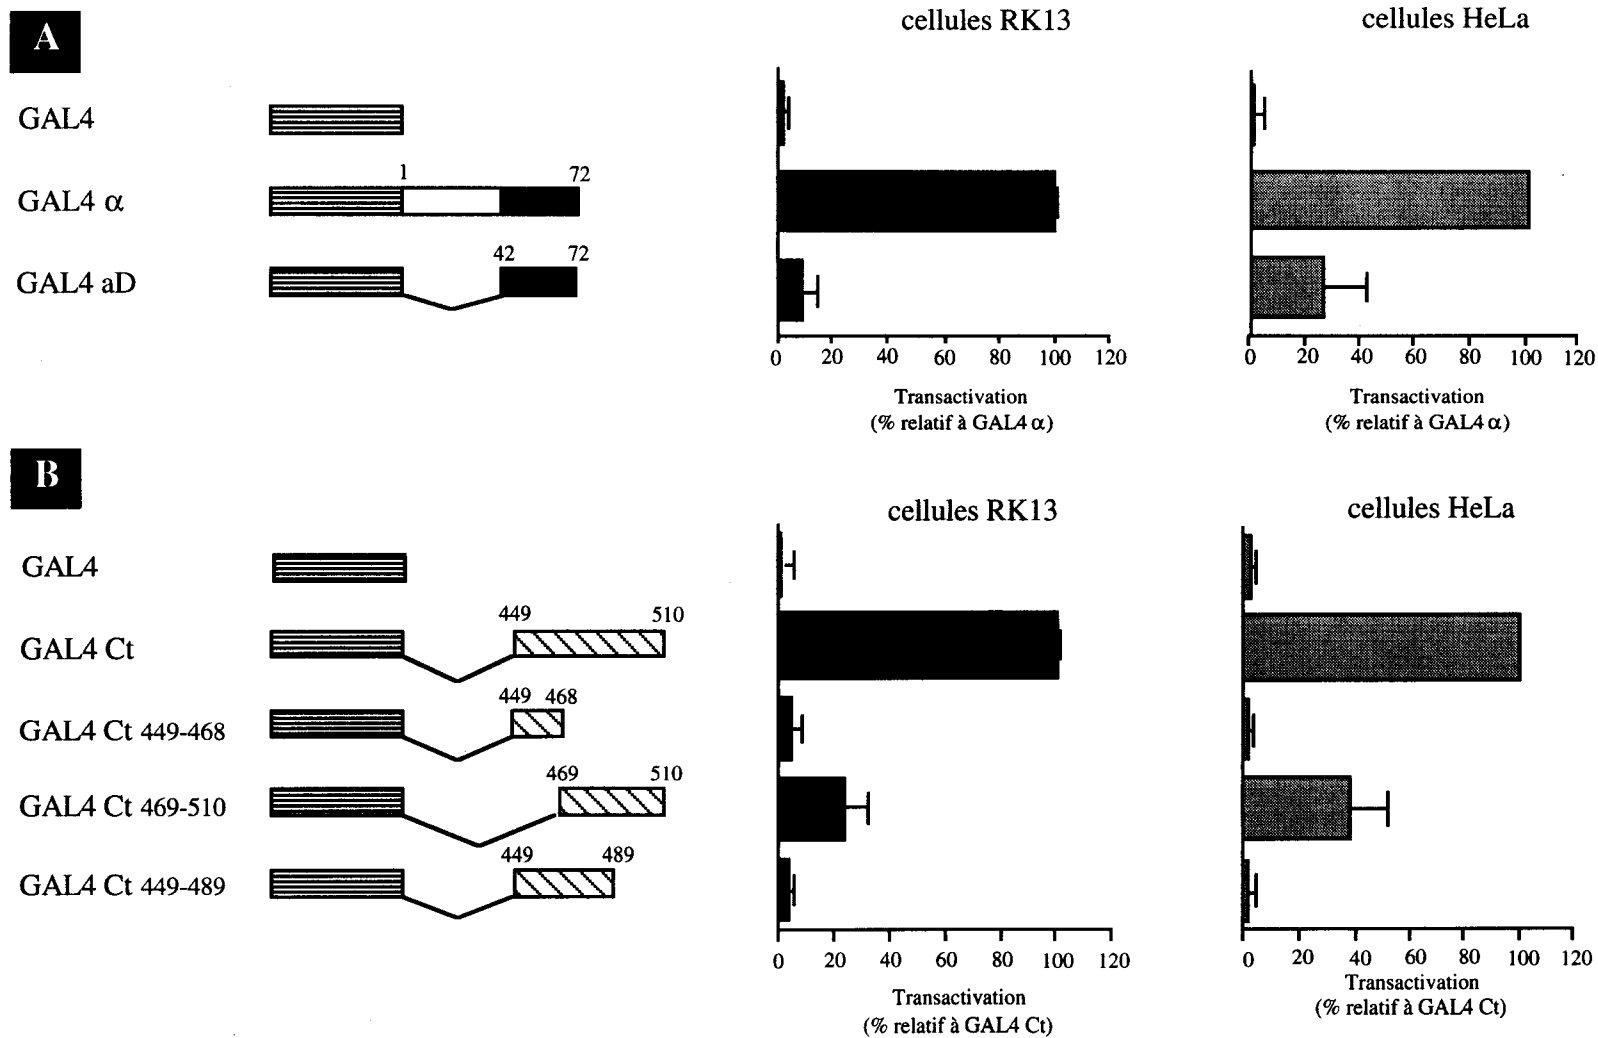 A
cellules RK13
cellules HeLa
GAL4
GAL4 α
1
72
GAL4 aD
42
72
0 20 40 60 80 100 120
Transactivation
(% relatif à GAL4 α)
0 20 40 60 80 100 120
Transactivation
(% relatif à GAL4 α)
B
cellules RK13
cellules HeLa
GAL4
GAL4 Ct
449
510
GAL4 Ct 449-468
449
468
GAL4 Ct 469-510
469
510
GAL4 Ct 449-489
449
489
0 20 40 60 80 100 120
Transactivation
(% relatif à GAL4 Ct)
0 20 40 60 80 100 120
Transactivation
(% relatif à GAL4 Ct)